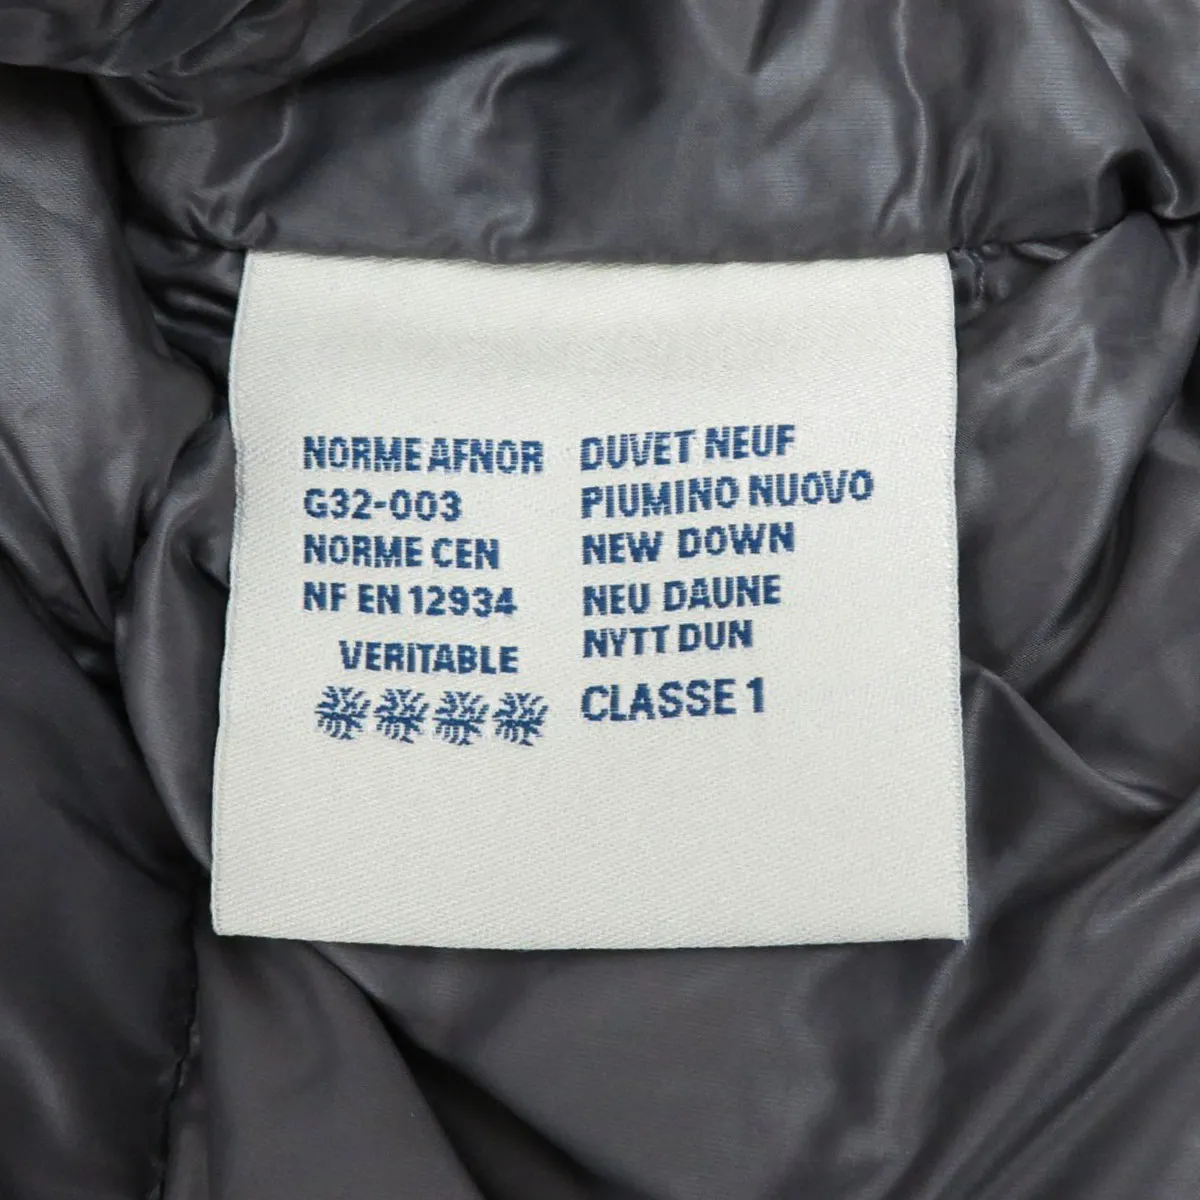 NORME AFNOR
G32-003
NORME CEN
NF EN 12934
VERITABLE
DUVET NEUF
PIUMINO NUOVO
NEW DOWN
NEU DAUNE
NYTT DUN
CLASSE 1